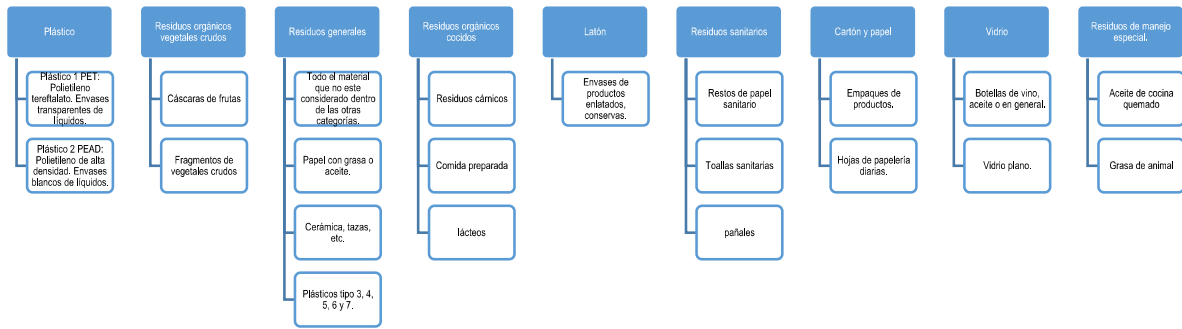 Plástico
Plástico 1 PET:
Polietileno
tereftalato. Envases
transparentes de
líquidos.
Plástico 2 PEAD:
Polietileno de alta
densidad. Envases
blancos de líquidos.
Residuos orgánicos
vegetales crudos
Cáscaras de frutas
Fragmentos de
vegetales crudos
Residuos generales
Todo el material
que no este
considerado dentro
de las otras
categorías.
Papel con grasa o
aceite.
Cerámica, tazas,
etc.
Plásticos tipo 3, 4,
5, 6 y 7.
Residuos orgánicos
cocidos
Residuos cárnicos
Comida preparada
lácteos
Latón
Envases de
productos
enlatados,
conservas.
Residuos sanitarios
Restos de papel
sanitario
Toallas sanitarias
pañales
Cartón y papel
Empaques de
productos.
Hojas de papelería
diarias.
Vidrio
Botellas de vino,
aceite o en general.
Vidrio plano.
Residuos de manejo
especial.
Aceite de cocina
quemado
Grasa de animal